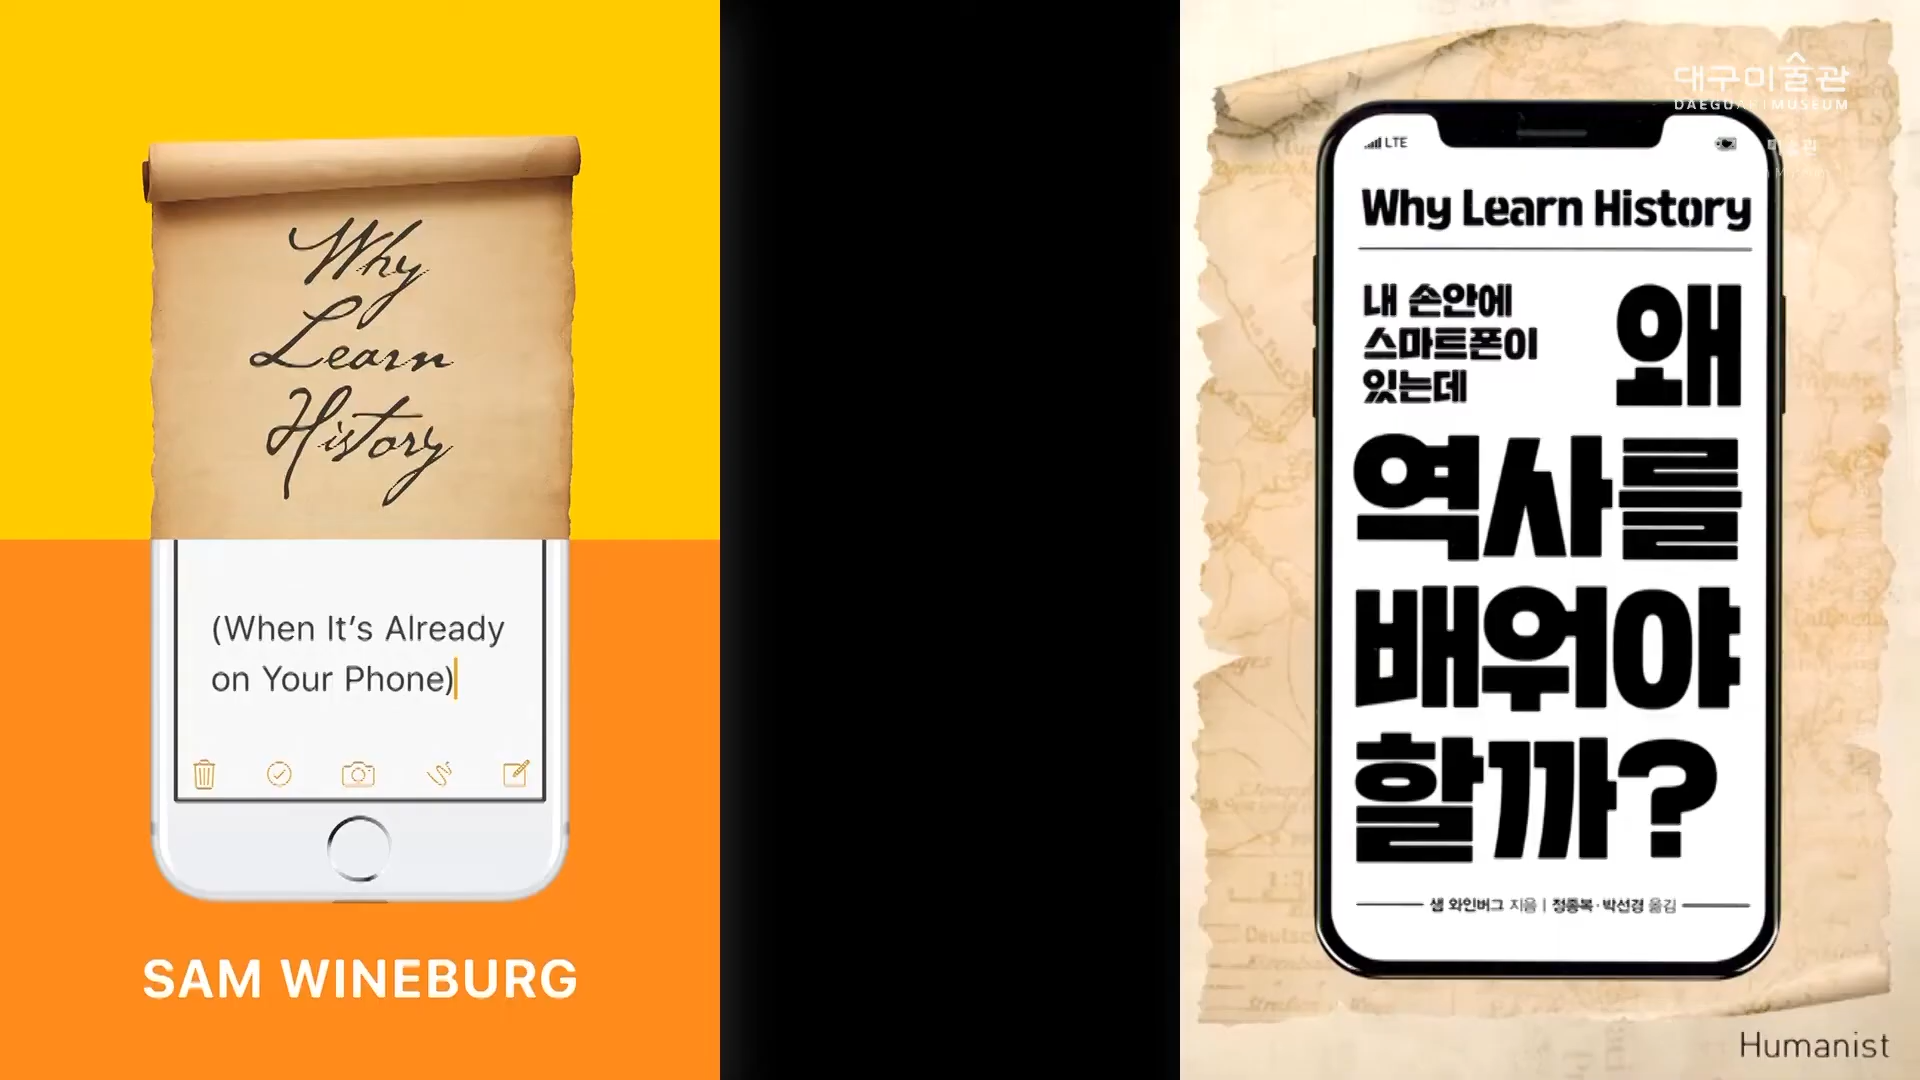 Why
Learn
History
(When It's Already
on Your Phone)
SAM WINEBURG
대구미술관
DAEGU ART MUSEUM
LTE
Why Learn History
내 손안에
스마트폰이
있는데
왜
역사를
배워야
할까?
샘 와인버그 지음 | 정종복·박선경 옮김
Humanist